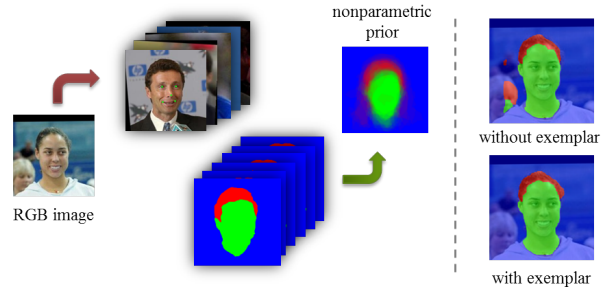 nonparametric
prior
without exemplar
RGB image
with exemplar